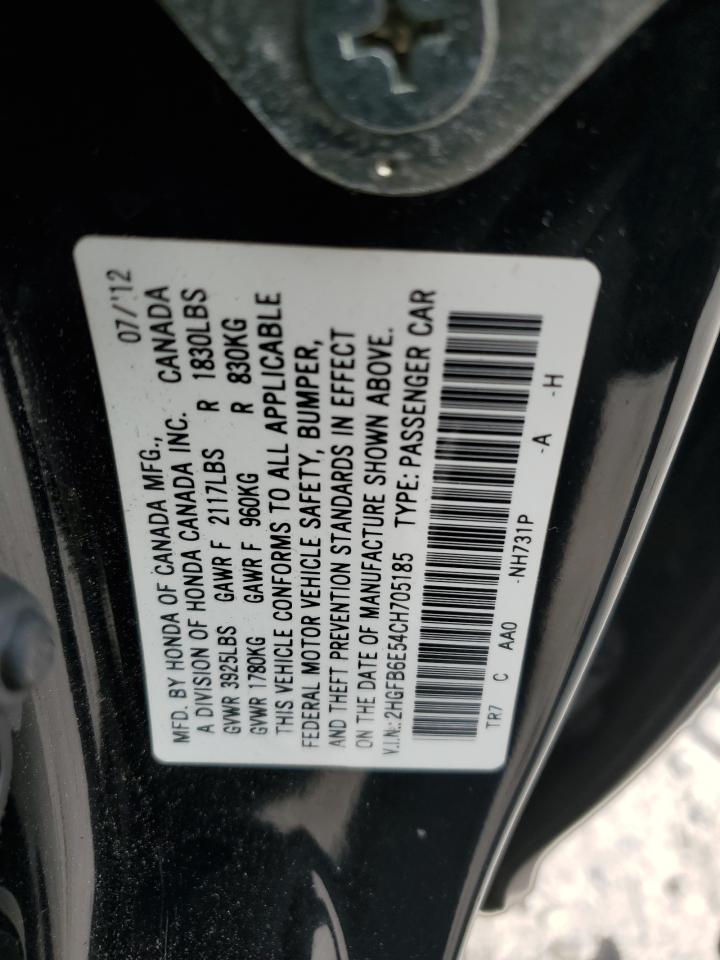 MFD. BY HONDA OF CANADA MFG., 07/'12
A DIVISION OF HONDA CANADA INC. CANADA
GVWR 3925LBS GAWR F 2117LBS R 1830LBS
GVWR 1780KG GAWR F 960KG R 830KG
THIS VEHICLE CONFORMS TO ALL APPLICABLE
FEDERAL MOTOR VEHICLE SAFETY, BUMPER,
AND THEFT PREVENTION STANDARDS IN EFFECT
ON THE DATE OF MANUFACTURE SHOWN ABOVE.
V.I.N.: 2HGFB6E54CH705185 TYPE: PASSENGER CAR
TR7 C AA0 -NH731P -A -H